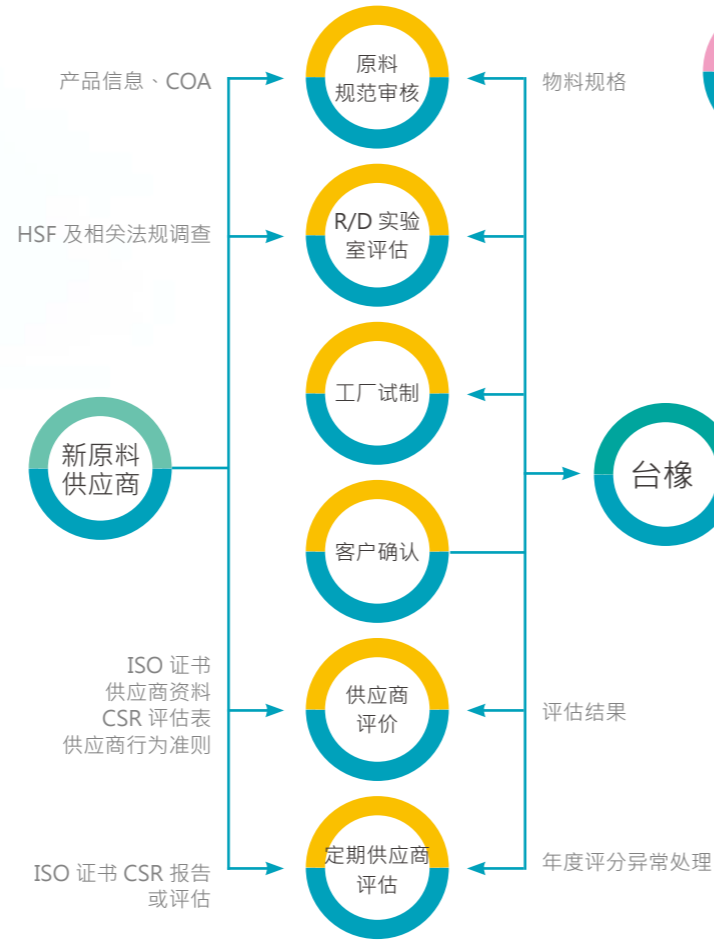 原料
规范审核
产品信息、COA
物料规格
R/D 实验
室评估
HSF 及相关法规调查
工厂试制
新原料
供应商
台橡
客户确认
ISO 证书
供应商资料
CSR 评估表
供应商行为准则
供应商
评价
评估结果
定期供应商
评估
ISO 证书 CSR 报告
或评估
年度评分异常处理